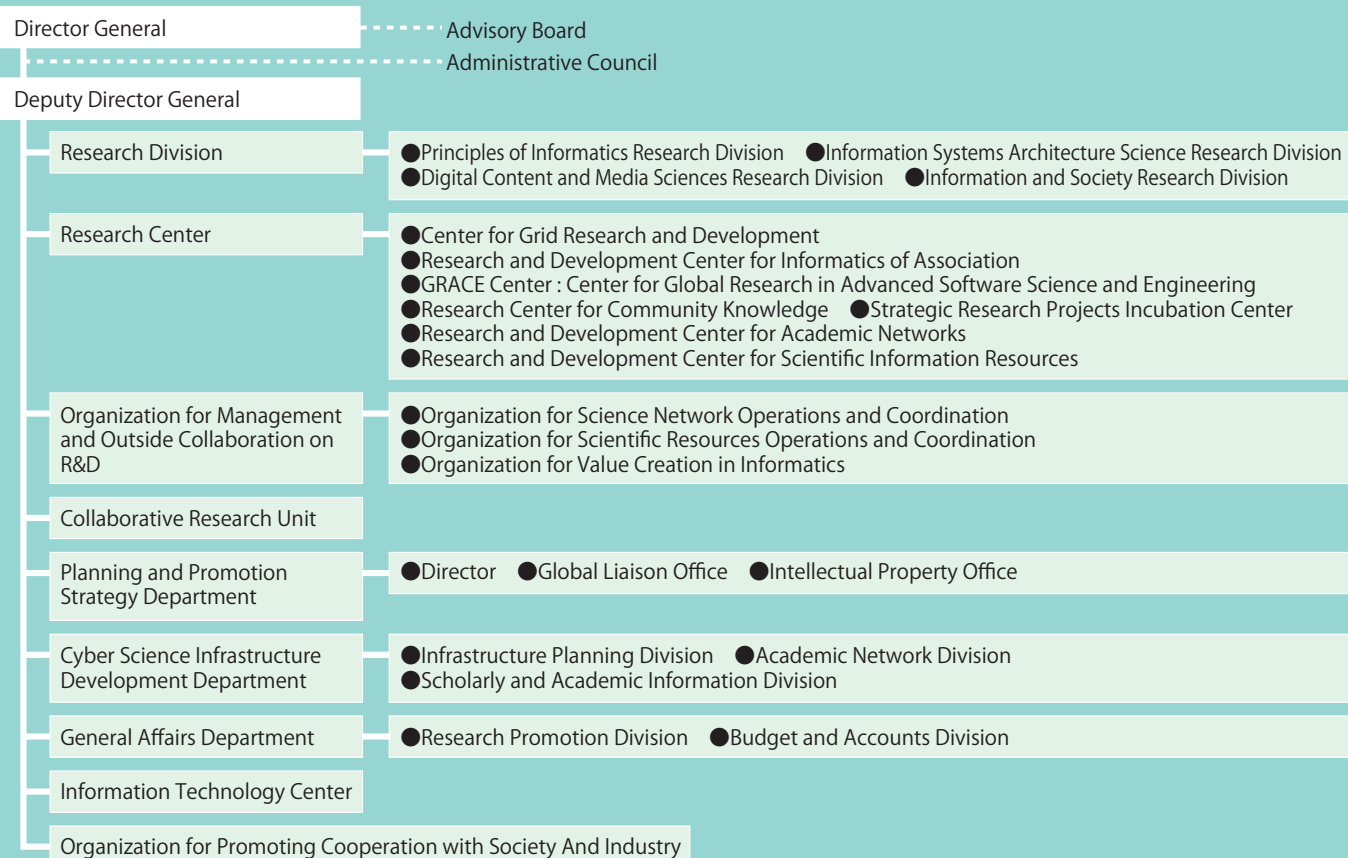 Director General
Advisory Board
Administrative Council
Deputy Director General
Research Division
●Principles of Informatics Research Division ●Information Systems Architecture Science Research Division
●Digital Content and Media Sciences Research Division ●Information and Society Research Division
Research Center
●Center for Grid Research and Development
●Research and Development Center for Informatics of Association
●GRACE Center : Center for Global Research in Advanced Software Science and Engineering
●Research Center for Community Knowledge ●Strategic Research Projects Incubation Center
●Research and Development Center for Academic Networks
●Research and Development Center for Scientific Information Resources
Organization for Management
and Outside Collaboration on
R&D
●Organization for Science Network Operations and Coordination
●Organization for Scientific Resources Operations and Coordination
●Organization for Value Creation in Informatics
Collaborative Research Unit
Planning and Promotion
Strategy Department
●Director ●Global Liaison Office ●Intellectual Property Office
Cyber Science Infrastructure
Development Department
●Infrastructure Planning Division ●Academic Network Division
●Scholarly and Academic Information Division
General Affairs Department
●Research Promotion Division ●Budget and Accounts Division
Information Technology Center
Organization for Promoting Cooperation with Society And Industry